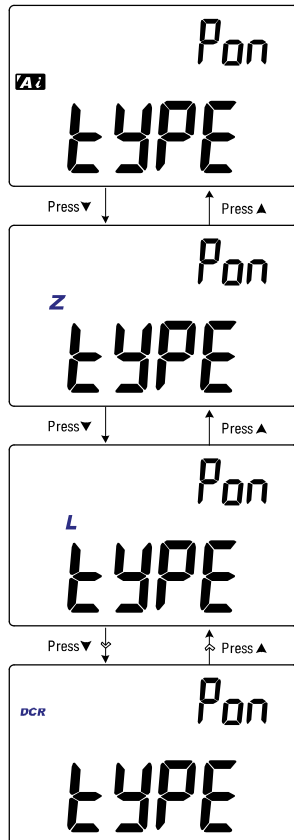 Pon
Ai
tYPE
Press▼ Press▲
Pon
Z
tYPE
Press▼ Press▲
Pon
L
tYPE
Press▼ Press▲
Pon
DCR
tYPE